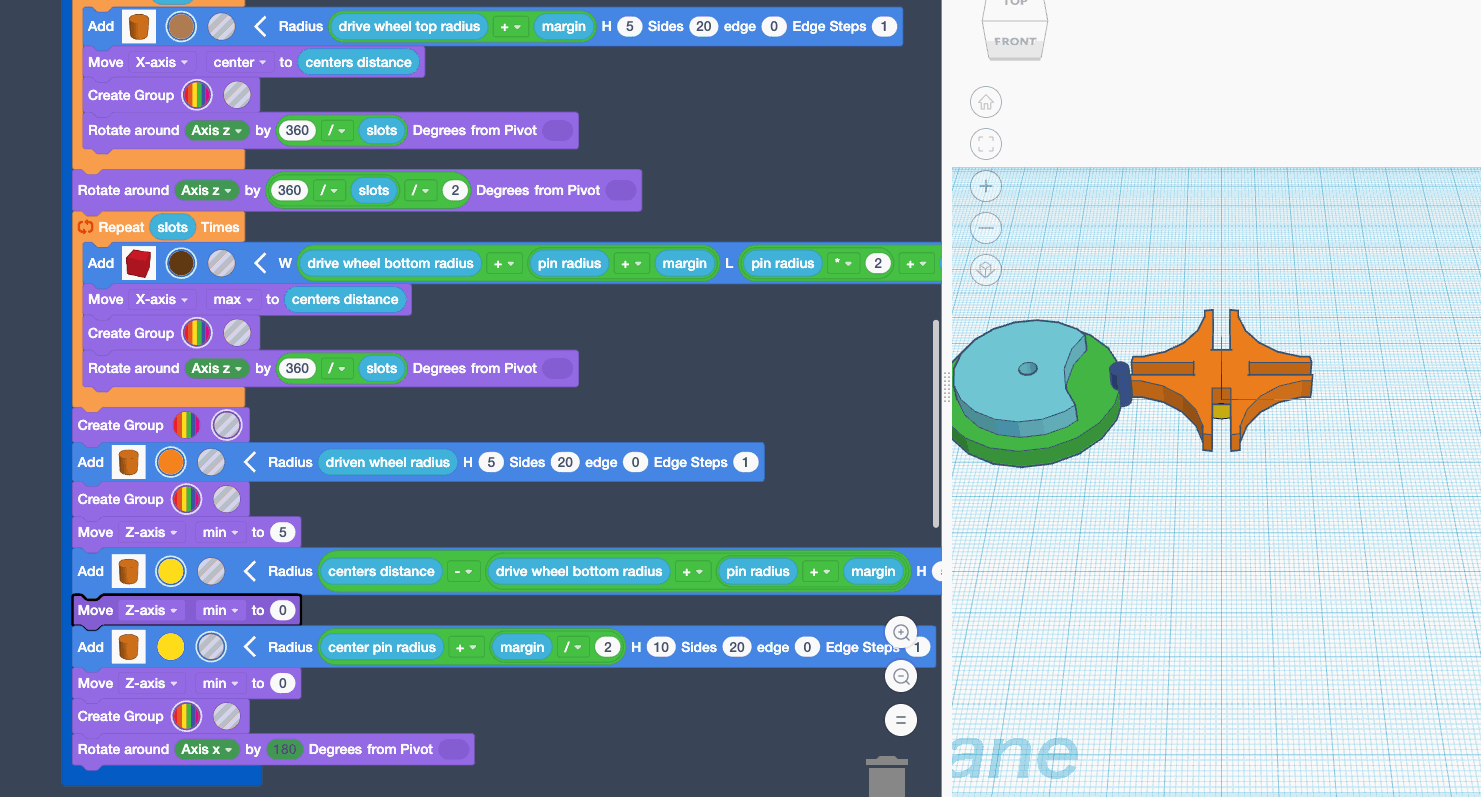 Add Radius drive wheel top radius + margin H 5 Sides 20 edge 0 Edge Steps 1
Move X-axis center to centers distance
Create Group
Rotate around Axis z by 360 / slots Degrees from Pivot
Rotate around Axis z by 360 / slots / 2 Degrees from Pivot
Repeat slots Times
Add W drive wheel bottom radius + pin radius + margin L pin radius * 2 +
Move X-axis max to centers distance
Create Group
Rotate around Axis z by 360 / slots Degrees from Pivot
Create Group
Add Radius driven wheel radius H 5 Sides 20 edge 0 Edge Steps 1
Create Group
Move Z-axis min to 5
Add Radius centers distance - drive wheel bottom radius + pin radius + margin H
Move Z-axis min to 0
Add Radius center pin radius + margin / 2 H 10 Sides 20 edge 0 Edge Steps 1
Move Z-axis min to 0
Create Group
Rotate around Axis x by 180 Degrees from Pivot
TOP
FRONT
ane